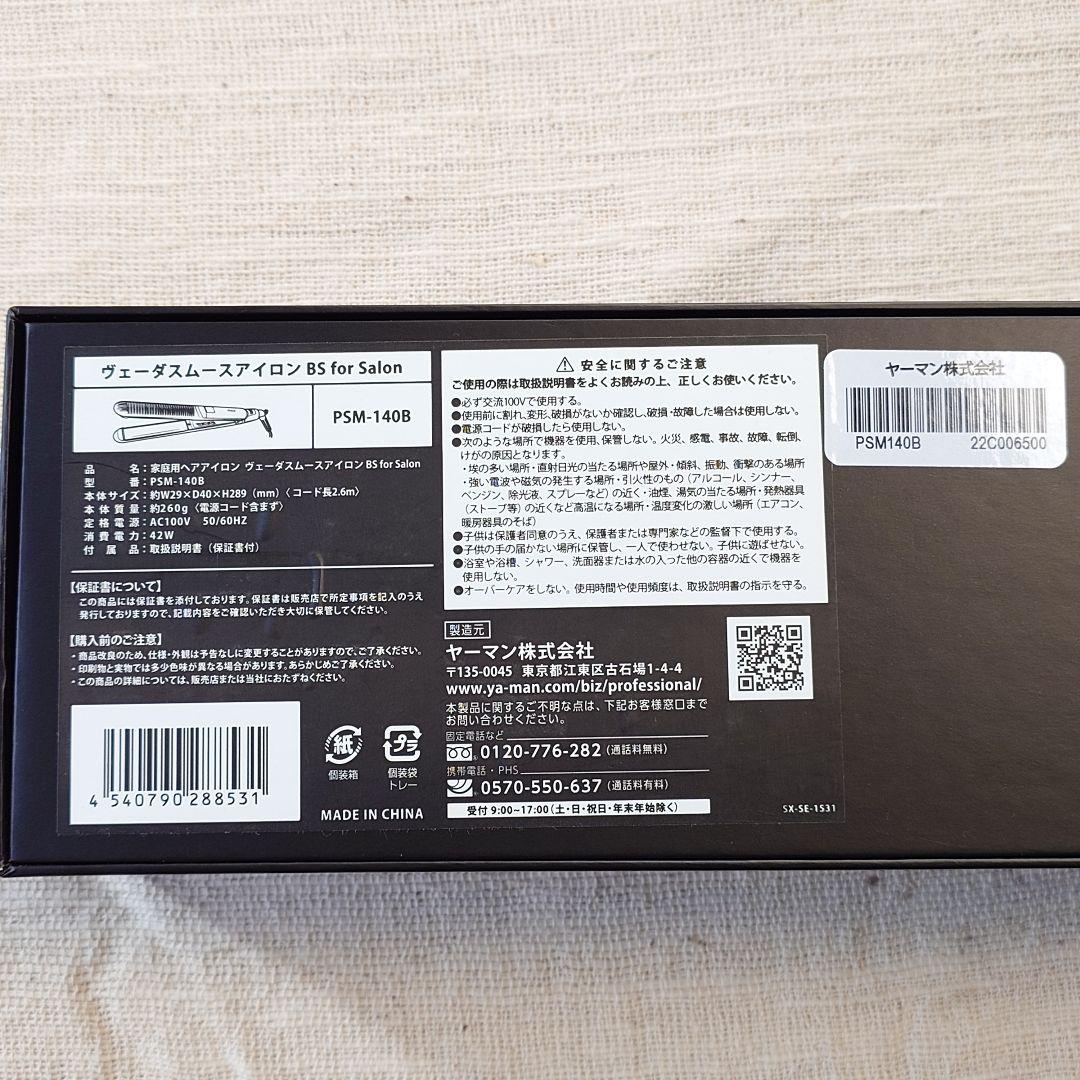 ヴェーダスムースアイロン BS for Salon
PSM-140B
品名：家庭用ヘアアイロン ヴェーダスムースアイロン BS for Salon
型番：PSM-140B
本体サイズ：約W29×D40×H289（mm）〈コード長2.6m〉
本体質量：約260g〈電源コード含まず〉
定格電源：AC100V 50/60HZ
消費電力：42W
付属品：取扱説明書（保証書付）
【保証書について】
この商品には保証書を添付しております。保証書は販売店で所定事項を記入のうえ
発行しておりますので、記載内容をご確認いただき大切に保管してください。
【購入前のご注意】
・商品改良のため、仕様・外観は予告なしに変更することがありますので、ご了承ください。
・印刷物と実物では多少色味が異なる場合があります。あらかじめご了承ください。
・この商品の詳細については、販売店または当社におたずねください。
4 540790 288531
紙
個装箱
プラ
個装袋
トレー
MADE IN CHINA
⚠ 安全に関するご注意
ご使用の際は取扱説明書をよくお読みの上、正しくお使いください。
●必ず交流100Vで使用する。
●使用前に割れ、変形、破損がないか確認し、破損・故障した場合は使用しない。
●電源コードが破損したら使用しない。
●次のような場所で機器を使用、保管しない。火災、感電、事故、故障、転倒、
けがの原因となります。
・埃の多い場所・直射日光の当たる場所や屋外・傾斜、振動、衝撃のある場所
・強い電波や磁気の発生する場所・引火性のもの（アルコール、シンナー、
ベンジン、除光液、スプレーなど）の近く・油煙、湯気の当たる場所・発熱器具
（ストーブ等）の近くなど高温になる場所・温度変化の激しい場所（エアコン、
暖房器具のそば）
●子供は保護者同意のうえ、保護者または専門家などの監督下で使用する。
●子供の手の届かない場所に保管し、一人で使わせない。子供に遊ばせない。
●浴室や浴槽、シャワー、洗面器または水の入った他の容器の近くで機器を
使用しない。
●オーバーケアをしない。使用時間や使用頻度は、取扱説明書の指示を守る。
製造元
ヤーマン株式会社
〒135-0045 東京都江東区古石場1-4-4
www.ya-man.com/biz/professional/
本製品に関するご不明な点は、下記お客様窓口まで
お問い合わせください。
固定電話など
0120-776-282（通話料無料）
携帯電話・PHS
0570-550-637（通話料有料）
受付 9:00~17:00（土・日・祝日・年末年始除く）
SX-SE-1531
ヤーマン株式会社
PSM140B 22C006500